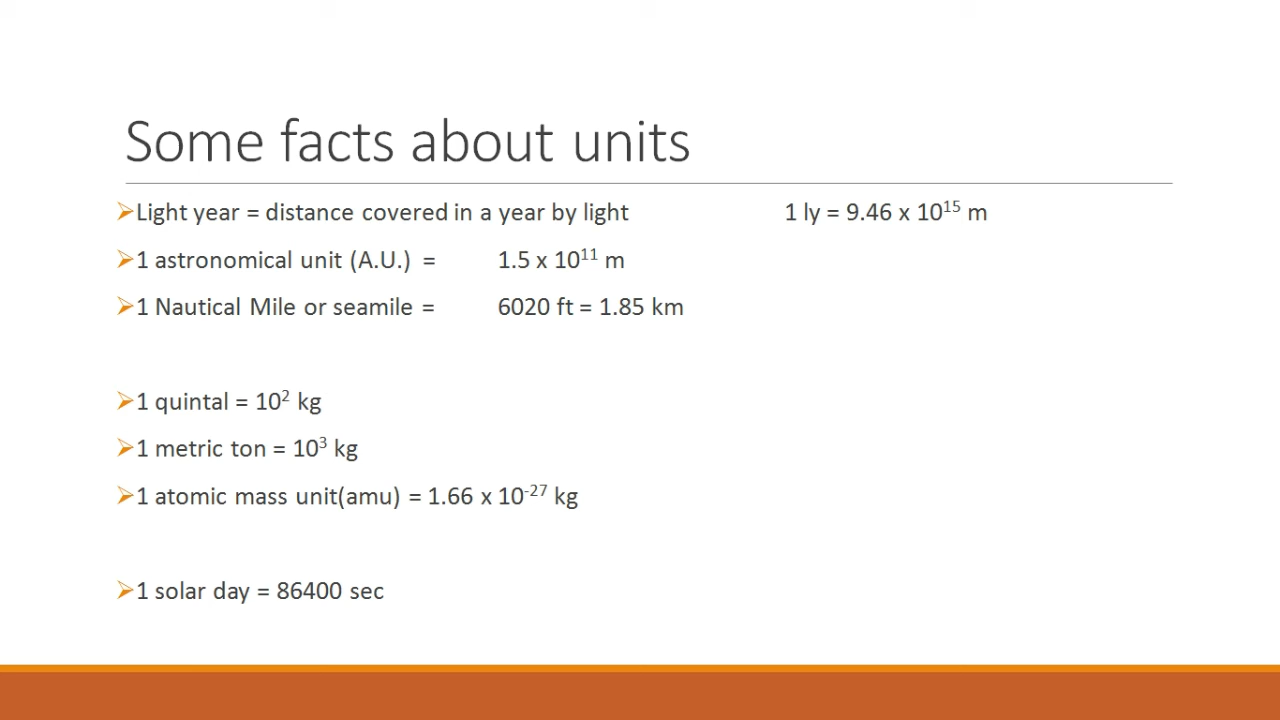 Some facts about units
➢Light year = distance covered in a year by light 1 ly = 9.46 x 10¹⁵ m
➢1 astronomical unit (A.U.) = 1.5 x 10¹¹ m
➢1 Nautical Mile or seamile = 6020 ft = 1.85 km
➢1 quintal = 10² kg
➢1 metric ton = 10³ kg
➢1 atomic mass unit(amu) = 1.66 x 10⁻²⁷ kg
➢1 solar day = 86400 sec